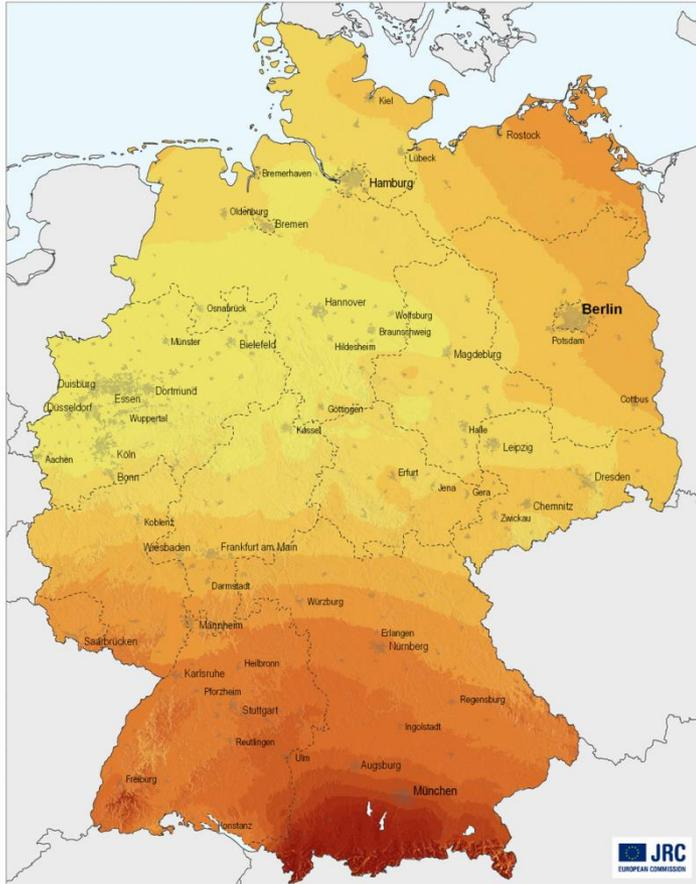 Kiel
Rostock
Lübeck
Bremerhaven
Hamburg
Oldenburg
Bremen
Osnabrück
Hannover
Wolfsburg
Berlin
Braunschweig
Münster
Bielefeld
Hildesheim
Potsdam
Magdeburg
Duisburg
Essen
Dortmund
Düsseldorf
Wuppertal
Göttingen
Cottbus
Kassel
Halle
Leipzig
Aachen
Köln
Bonn
Erfurt
Jena
Gera
Dresden
Chemnitz
Zwickau
Koblenz
Wiesbaden
Frankfurt am Main
Darmstadt
Würzburg
Mannheim
Erlangen
Nürnberg
Saarbrücken
Heilbronn
Karlsruhe
Pforzheim
Regensburg
Stuttgart
Ingolstadt
Reutlingen
Ulm
Augsburg
Freiburg
München
Konstanz
JRC
EUROPEAN COMMISSION